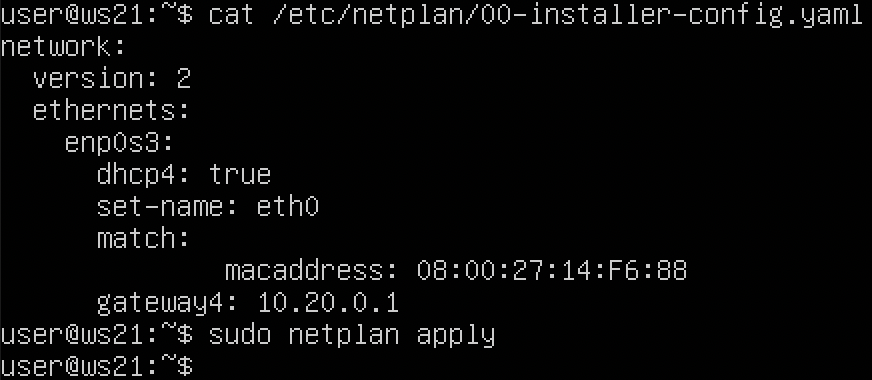 user@ws21:~$ cat /etc/netplan/00-installer-config.yaml
network:
  version: 2
  ethernets:
    enp0s3:
      dhcp4: true
      set-name: eth0
      match:
              macaddress: 08:00:27:14:F6:88
      gateway4: 10.20.0.1
user@ws21:~$ sudo netplan apply
user@ws21:~$